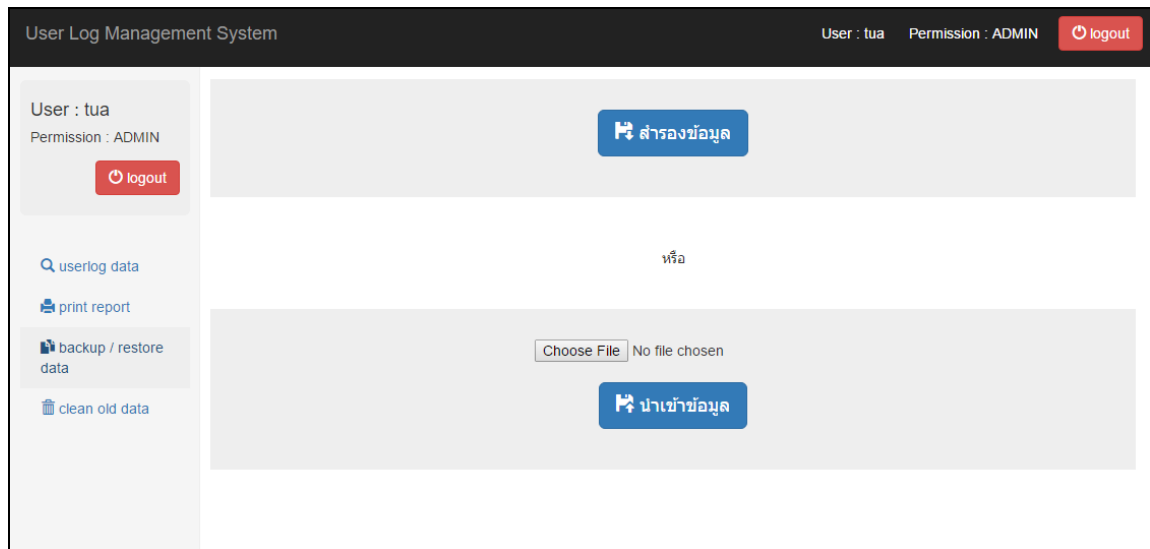 User Log Management System
User : tua Permission : ADMIN logout
User : tua
Permission : ADMIN
logout
userlog data
print report
backup / restore
data
clean old data
สำรองข้อมูล
หรือ
Choose File No file chosen
นำเข้าข้อมูล